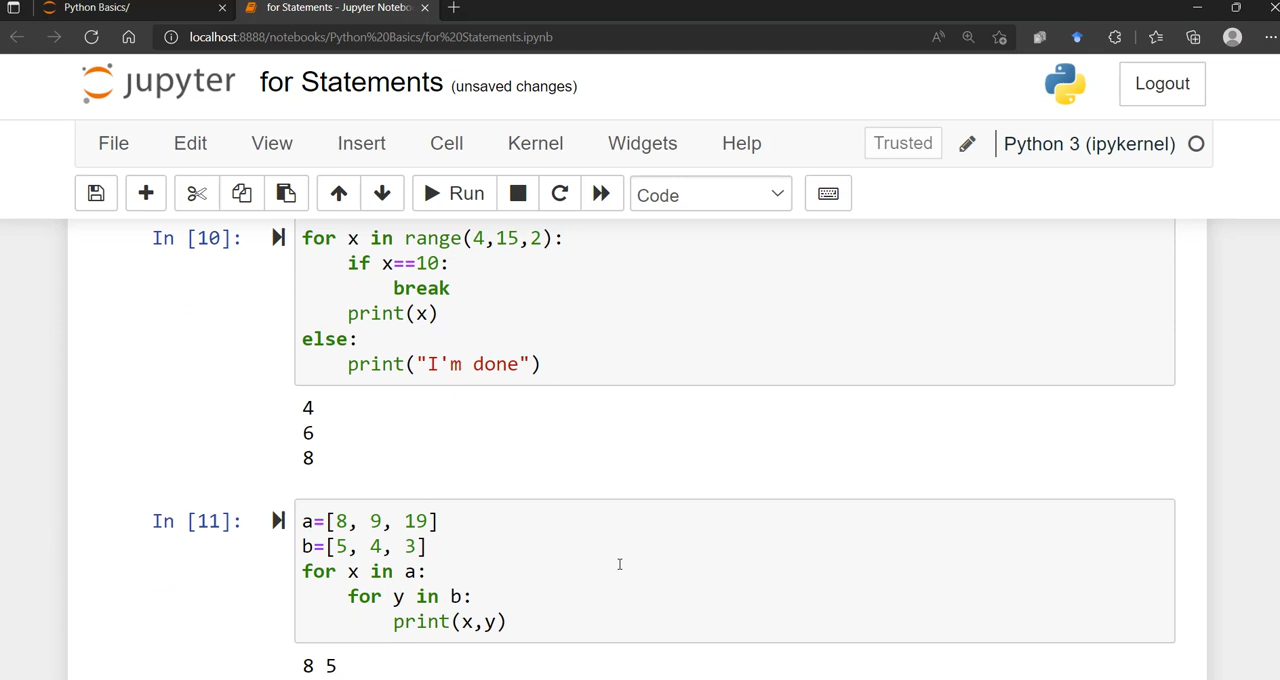 Python Basics/
for Statements - Jupyter Notebo
localhost:8888/notebooks/Python%20Basics/for%20Statements.ipynb
jupyter for Statements (unsaved changes)
Logout
File Edit View Insert Cell Kernel Widgets Help Trusted Python 3 (ipykernel)
Run Code
In [10]: for x in range(4,15,2):
    if x==10:
        break
    print(x)
else:
    print("I'm done")
4
6
8
In [11]: a=[8, 9, 19]
b=[5, 4, 3]
for x in a:
    for y in b:
        print(x,y)
8 5